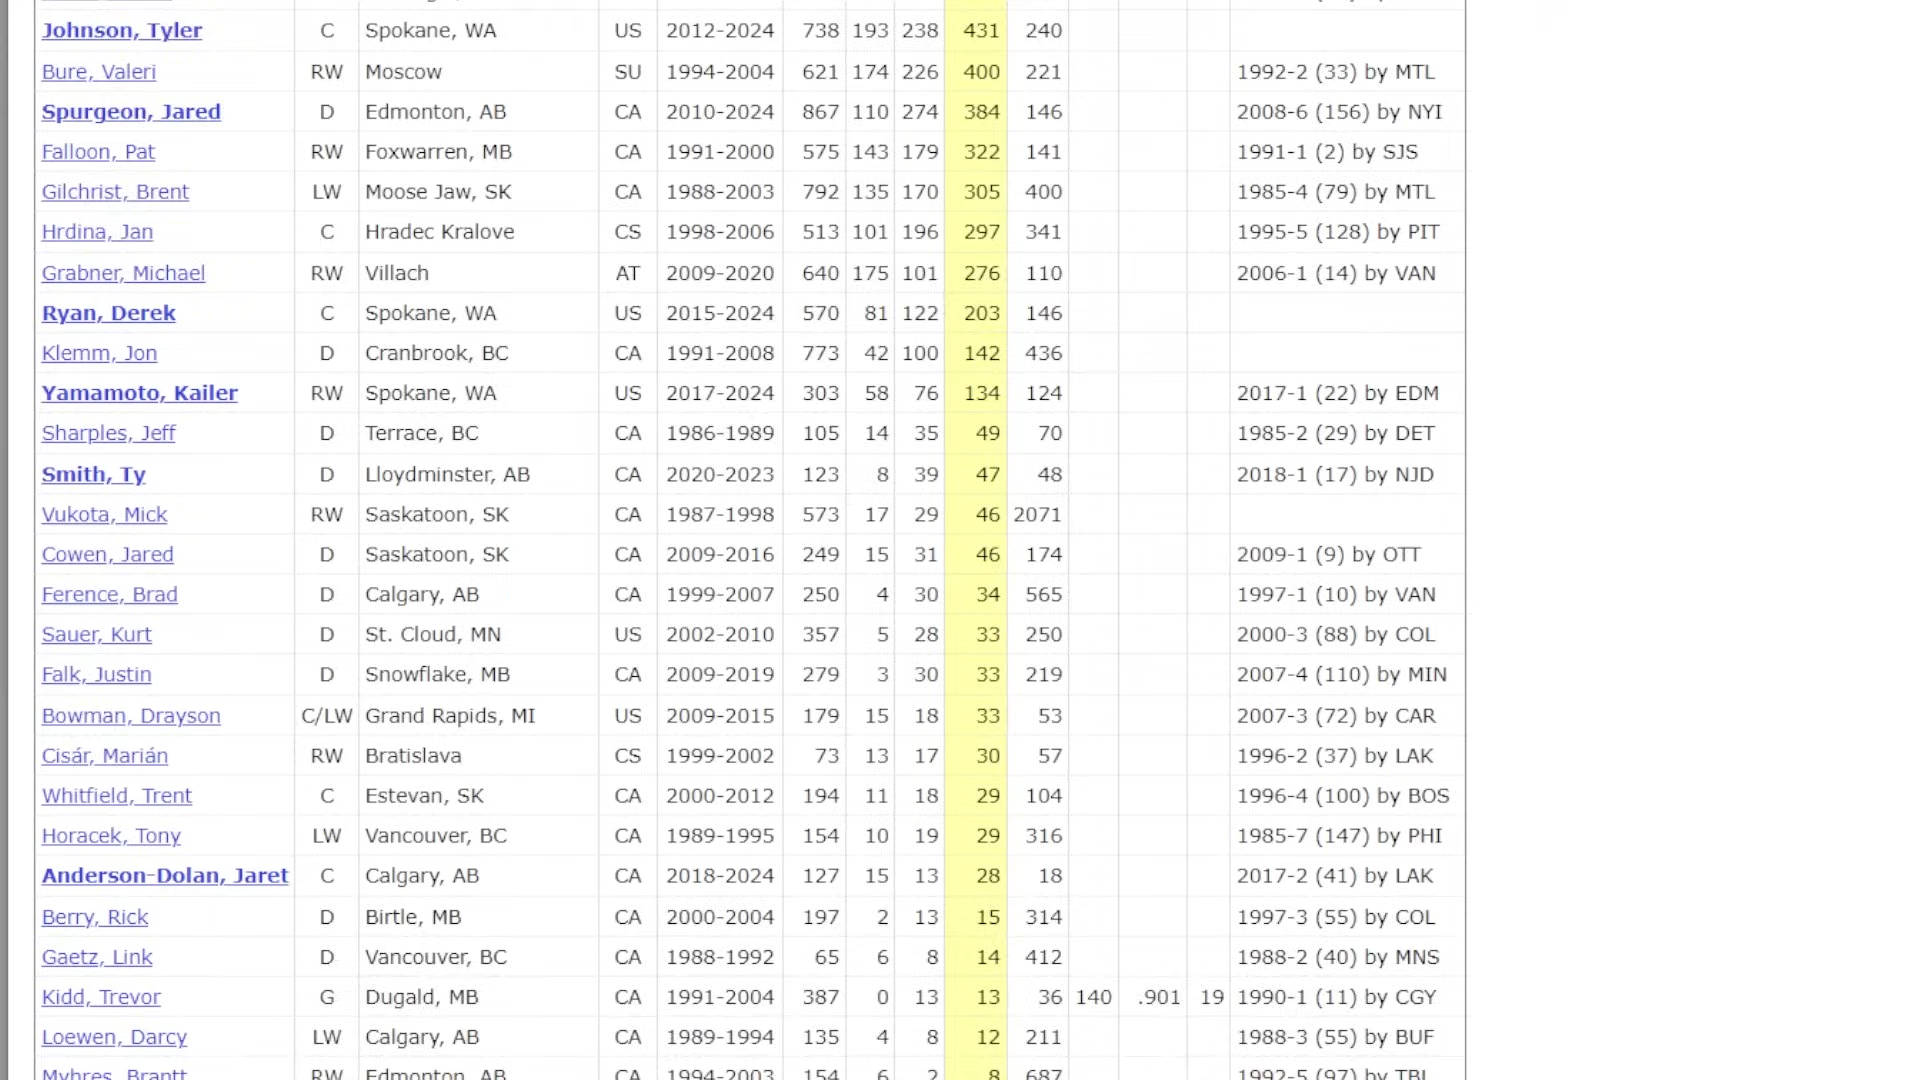 Johnson, Tyler C Spokane, WA US 2012-2024 738 193 238 431 240
Bure, Valeri RW Moscow SU 1994-2004 621 174 226 400 221 1992-2 (33) by MTL
Spurgeon, Jared D Edmonton, AB CA 2010-2024 867 110 274 384 146 2008-6 (156) by NYI
Falloon, Pat RW Foxwarren, MB CA 1991-2000 575 143 179 322 141 1991-1 (2) by SJS
Gilchrist, Brent LW Moose Jaw, SK CA 1988-2003 792 135 170 305 400 1985-4 (79) by MTL
Hrdina, Jan C Hradec Kralove CS 1998-2006 513 101 196 297 341 1995-5 (128) by PIT
Grabner, Michael RW Villach AT 2009-2020 640 175 101 276 110 2006-1 (14) by VAN
Ryan, Derek C Spokane, WA US 2015-2024 570 81 122 203 146
Klemm, Jon D Cranbrook, BC CA 1991-2008 773 42 100 142 436
Yamamoto, Kailer RW Spokane, WA US 2017-2024 303 58 76 134 124 2017-1 (22) by EDM
Sharples, Jeff D Terrace, BC CA 1986-1989 105 14 35 49 70 1985-2 (29) by DET
Smith, Ty D Lloydminster, AB CA 2020-2023 123 8 39 47 48 2018-1 (17) by NJD
Vukota, Mick RW Saskatoon, SK CA 1987-1998 573 17 29 46 2071
Cowen, Jared D Saskatoon, SK CA 2009-2016 249 15 31 46 174 2009-1 (9) by OTT
Ference, Brad D Calgary, AB CA 1999-2007 250 4 30 34 565 1997-1 (10) by VAN
Sauer, Kurt D St. Cloud, MN US 2002-2010 357 5 28 33 250 2000-3 (88) by COL
Falk, Justin D Snowflake, MB CA 2009-2019 279 3 30 33 219 2007-4 (110) by MIN
Bowman, Drayson C/LW Grand Rapids, MI US 2009-2015 179 15 18 33 53 2007-3 (72) by CAR
Cisár, Marián RW Bratislava CS 1999-2002 73 13 17 30 57 1996-2 (37) by LAK
Whitfield, Trent C Estevan, SK CA 2000-2012 194 11 18 29 104 1996-4 (100) by BOS
Horacek, Tony LW Vancouver, BC CA 1989-1995 154 10 19 29 316 1985-7 (147) by PHI
Anderson-Dolan, Jaret C Calgary, AB CA 2018-2024 127 15 13 28 18 2017-2 (41) by LAK
Berry, Rick D Birtle, MB CA 2000-2004 197 2 13 15 314 1997-3 (55) by COL
Gaetz, Link D Vancouver, BC CA 1988-1992 65 6 8 14 412 1988-2 (40) by MNS
Kidd, Trevor G Dugald, MB CA 1991-2004 387 0 13 13 36 140 .901 19 1990-1 (11) by CGY
Loewen, Darcy LW Calgary, AB CA 1989-1994 135 4 8 12 211 1988-3 (55) by BUF
Myhres, Brantt RW Edmonton, AB CA 1994-2003 154 6 2 8 687 1992-5 (97) by TBL